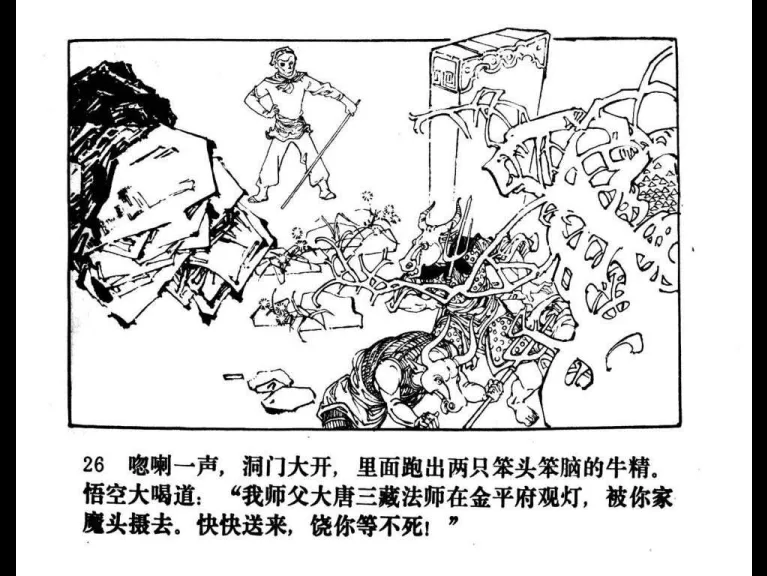 26 唿喇一声，洞门大开，里面跑出两只笨头笨脑的牛精。
悟空大喝道：“我师父大唐三藏法师在金平府观灯，被你家
魔头摄去。快快送来，饶你等不死！”